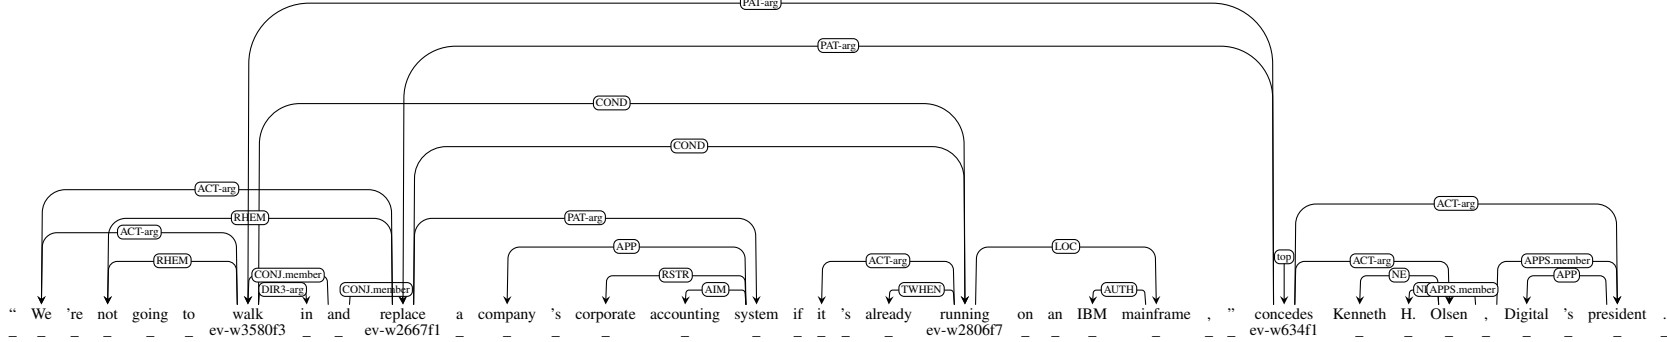 PAT-arg
PAT-arg
COND
COND
ACT-arg
ACT-arg
RHEM PAT-arg
ACT-arg
APP ACT-arg LOC top ACT-arg APPS.member
RHEM
CONJ.member RSTR NE APP
DIR3-arg CONJ.member AIM TWHEN AUTH APPS.member
“ We 're not going to walk in and replace a company 's corporate accounting system if it 's already running on an IBM mainframe , ” concedes Kenneth H. Olsen , Digital 's president .
ev-w3580f3 ev-w2667f1 ev-w2806f7 ev-w634f1
_ _ _ _ _ _ _ _ _ _ _ _ _ _ _ _ _ _ _ _ _ _ _ _ _ _ _ _ _ _